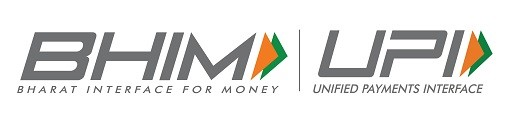 BHIM
BHARAT INTERFACE FOR MONEY
UPI
UNIFIED PAYMENTS INTERFACE